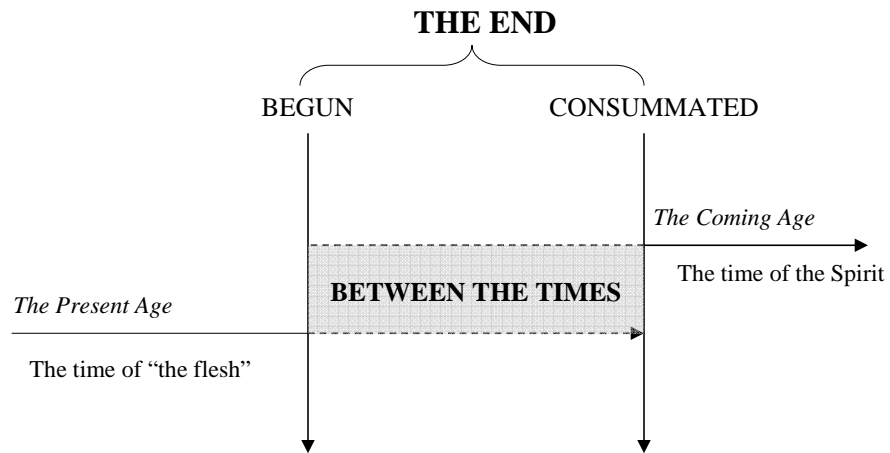 THE END
BEGUN
CONSUMMATED
The Coming Age
The time of the Spirit
BETWEEN THE TIMES
The Present Age
The time of “the flesh”